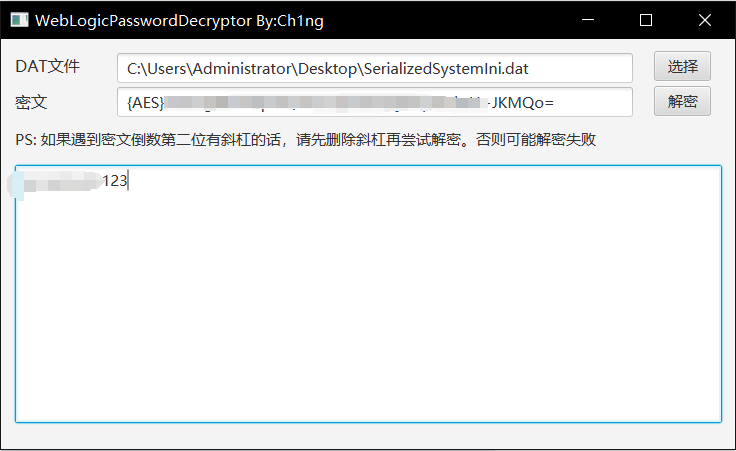 WebLogicPasswordDecryptor By:Ch1ng
DAT文件 C:\Users\Administrator\Desktop\SerializedSystemIni.dat 选择
密文 {AES} JKMQo= 解密
PS: 如果遇到密文倒数第二位有斜杠的话，请先删除斜杠再尝试解密。否则可能解密失败
123